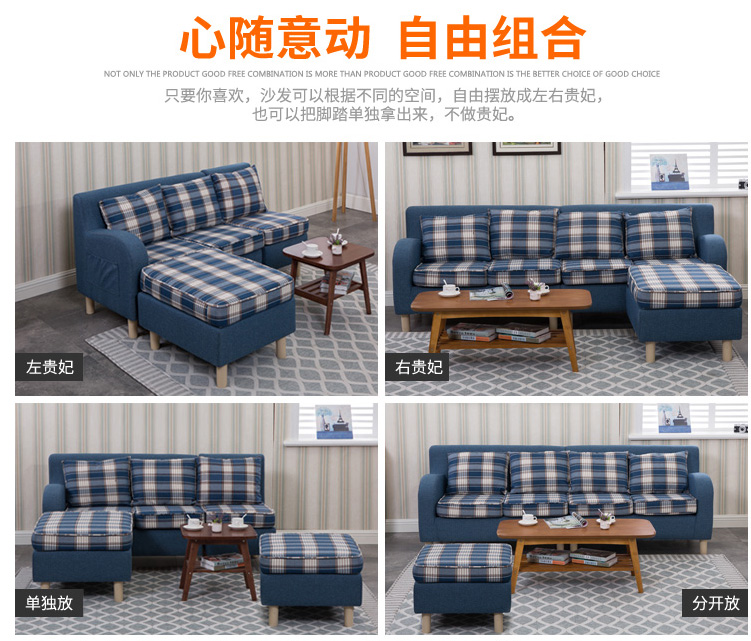 心随意动 自由组合
NOT ONLY THE PRODUCT GOOD FREE COMBINATION IS MORE THAN PRODUCT GOOD FREE COMBINATION IS THE BETTER CHOICE OF GOOD CHOICE
只要你喜欢，沙发可以根据不同的空间，自由摆放成左右贵妃，
也可以把脚踏单独拿出来，不做贵妃。
左贵妃
右贵妃
单独放
分开放